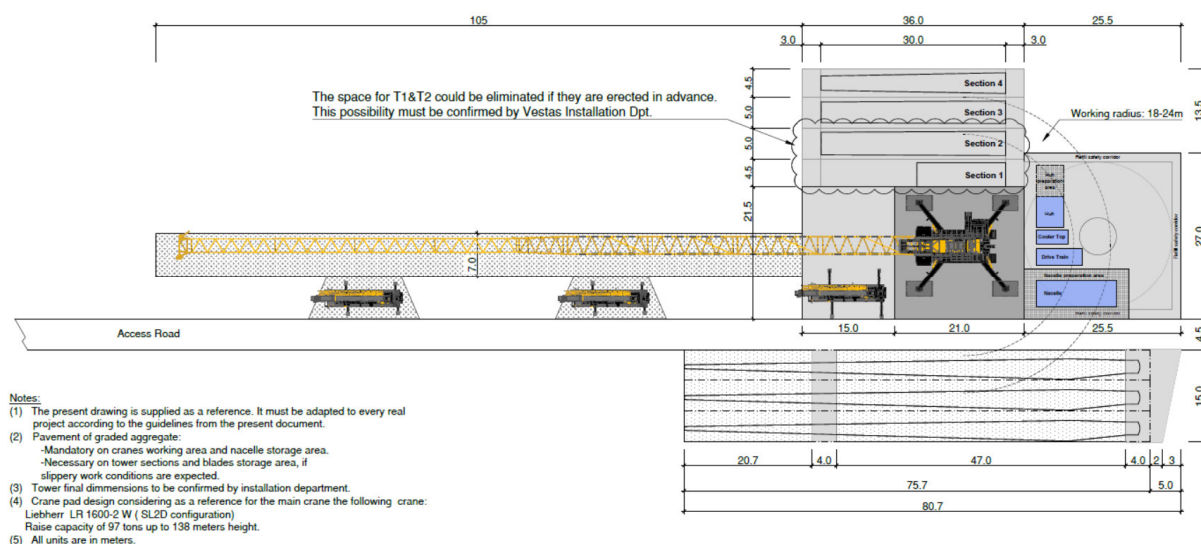 105
36.0
25.5
3.0
30.0
3.0
4.5
Section 4
The space for T1&T2 could be eliminated if they are erected in advance.
This possibility must be confirmed by Vestas Installation Dpt.
5.0
Section 3
Working radius: 18-24m
13.5
5.0
Section 2
4.5
Section 1
Hub
preparation
area
21.5
Hub
Cooler Top
Drive Train
27.0
7.0
Nacelle preparation area
Nacelle
Access Road
15.0
21.0
25.5
4.5
15.0
Notes:
(1) The present drawing is supplied as a reference. It must be adapted to every real
project according to the guidelines from the present document.
(2) Pavement of graded aggregate:
-Mandatory on cranes working area and nacelle storage area.
-Necessary on tower sections and blades storage area, if
slippery work conditions are expected.
(3) Tower final dimmensions to be confirmed by installation department.
(4) Crane pad design considering as a reference for the main crane the following crane:
Liebherr LR 1600-2 W ( SL2D configuration)
Raise capacity of 97 tons up to 138 meters height.
(5) All units are in meters.
20.7
4.0
47.0
4.0
2
3
75.7
5.0
80.7